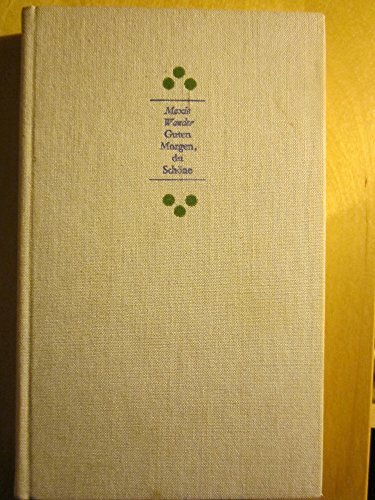 Maxie
Wander
Guten
Morgen,
du
Schöne